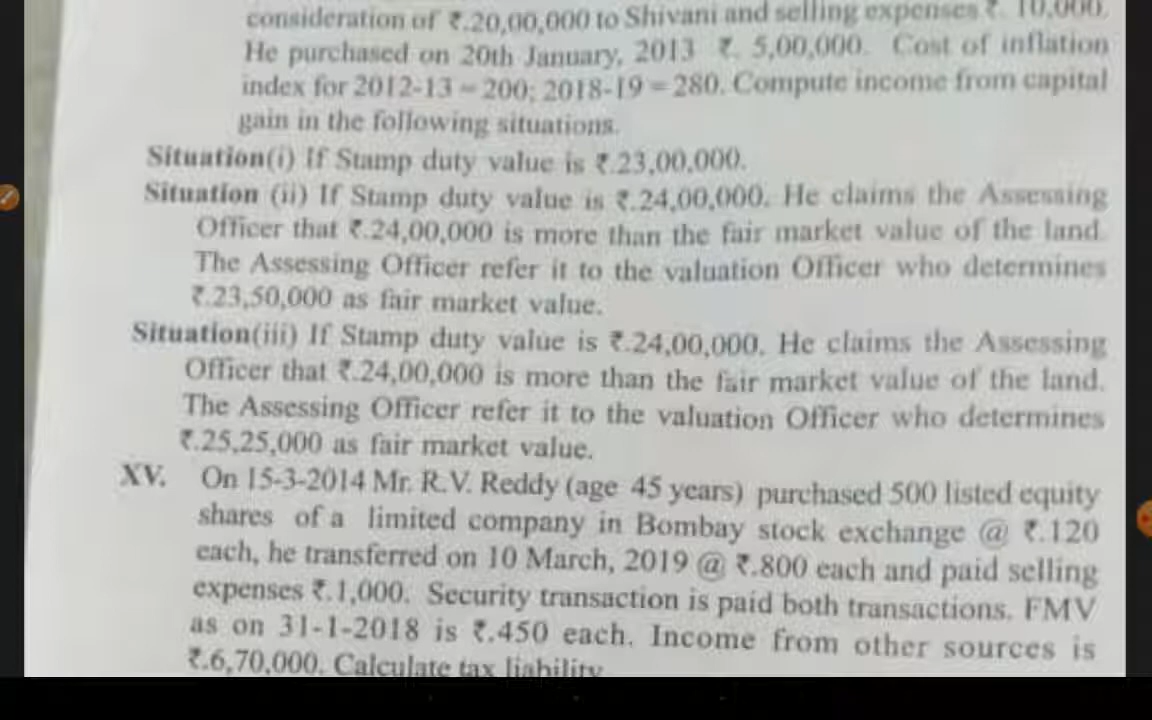 consideration of ₹.20,00,000 to Shivani and selling expenses ₹. 10,000.
He purchased on 20th January, 2013 ₹. 5,00,000. Cost of inflation
index for 2012-13 – 200; 2018-19 – 280. Compute income from capital
gain in the following situations.
Situation(i) If Stamp duty value is ₹.23,00,000.
Situation (ii) If Stamp duty value is ₹.24,00,000. He claims the Assessing
Officer that ₹.24,00,000 is more than the fair market value of the land.
The Assessing Officer refer it to the valuation Officer who determines
₹.23,50,000 as fair market value.
Situation(iii) If Stamp duty value is ₹.24,00,000. He claims the Assessing
Officer that ₹.24,00,000 is more than the fair market value of the land.
The Assessing Officer refer it to the valuation Officer who determines
₹.25,25,000 as fair market value.
XV. On 15-3-2014 Mr. R.V. Reddy (age 45 years) purchased 500 listed equity
shares of a limited company in Bombay stock exchange @ ₹.120
each, he transferred on 10 March, 2019 @ ₹.800 each and paid selling
expenses ₹.1,000. Security transaction is paid both transactions. FMV
as on 31-1-2018 is ₹.450 each. Income from other sources is
₹.6,70,000. Calculate tax liability